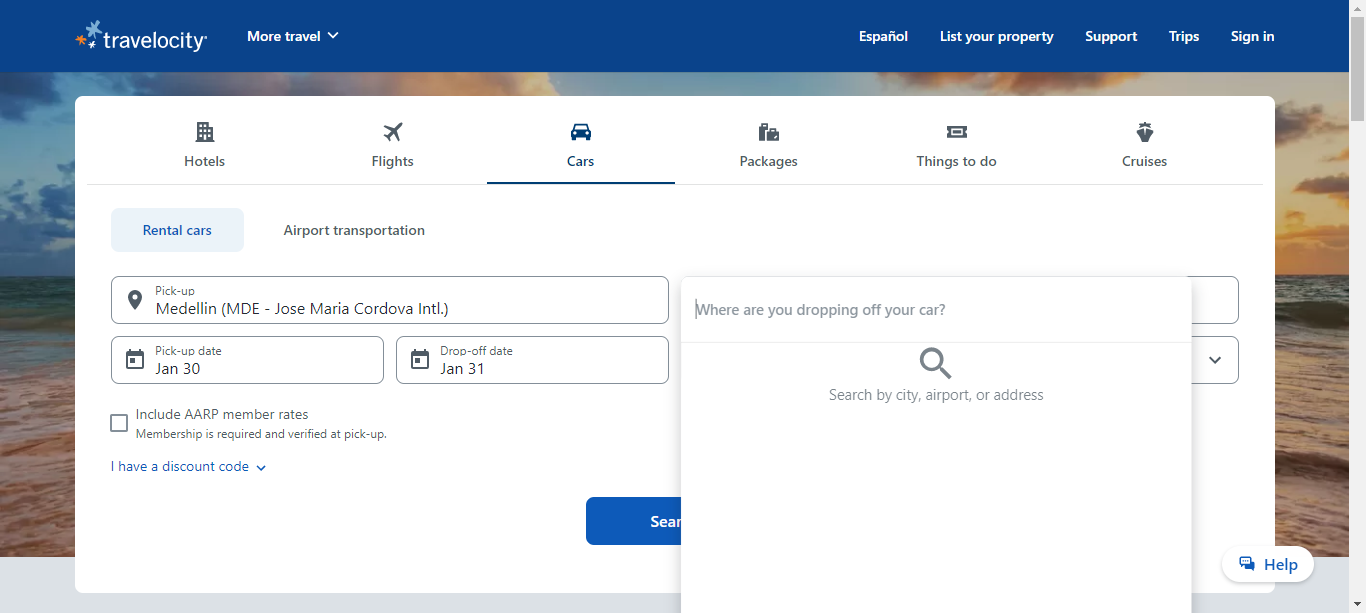 travelocity
More travel
Español
List your property
Support
Trips
Sign in
Hotels
Flights
Cars
Packages
Things to do
Cruises
Rental cars
Airport transportation
Pick-up
Medellin (MDE - Jose Maria Cordova Intl.)
Where are you dropping off your car?
Pick-up date
Jan 30
Drop-off date
Jan 31
Search by city, airport, or address
Include AARP member rates
Membership is required and verified at pick-up.
I have a discount code
Sear
Help